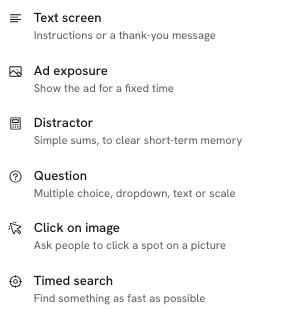 Text screen
Instructions or a thank-you message
Ad exposure
Show the ad for a fixed time
Distractor
Simple sums, to clear short-term memory
Question
Multiple choice, dropdown, text or scale
Click on image
Ask people to click a spot on a picture
Timed search
Find something as fast as possible